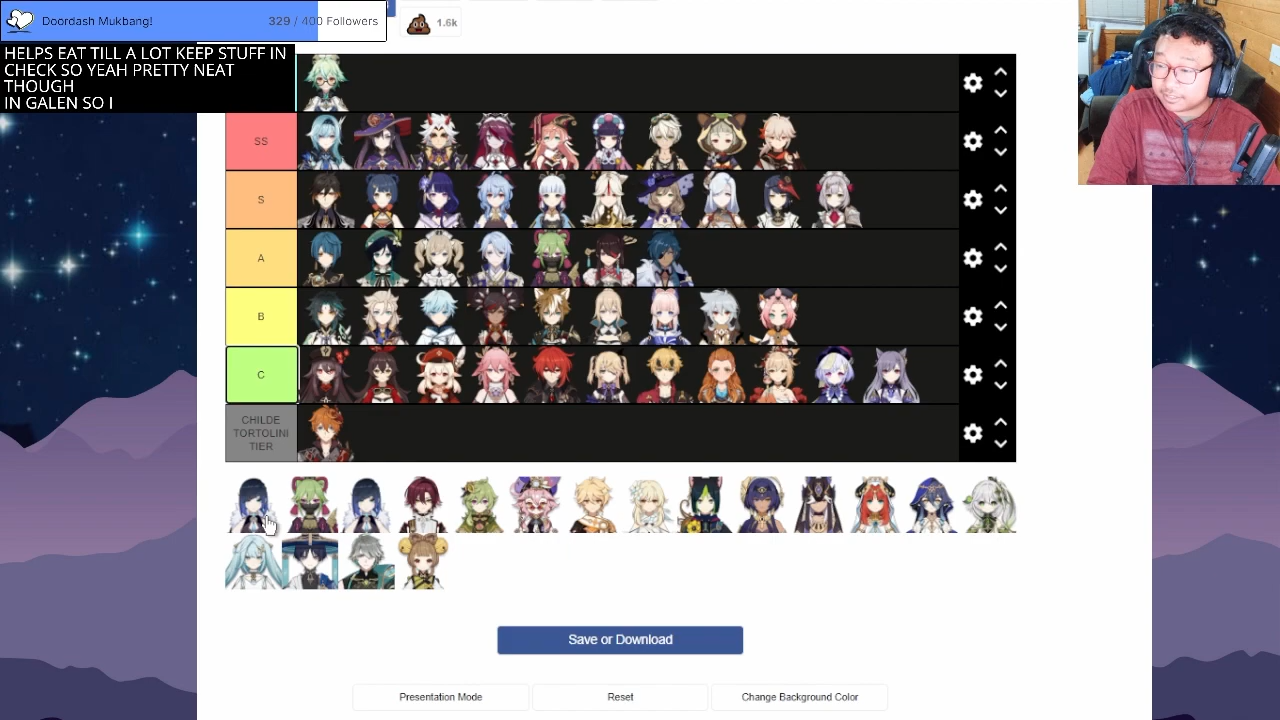 Doordash Mukbang!
329 / 400 Followers
1.6k
HELPS EAT TILL A LOT KEEP STUFF IN
CHECK SO YEAH PRETTY NEAT
THOUGH
IN GALEN SO I
SS
S
A
B
C
CHILDE
TORTOLINI
TIER
Save or Download
Presentation Mode
Reset
Change Background Color